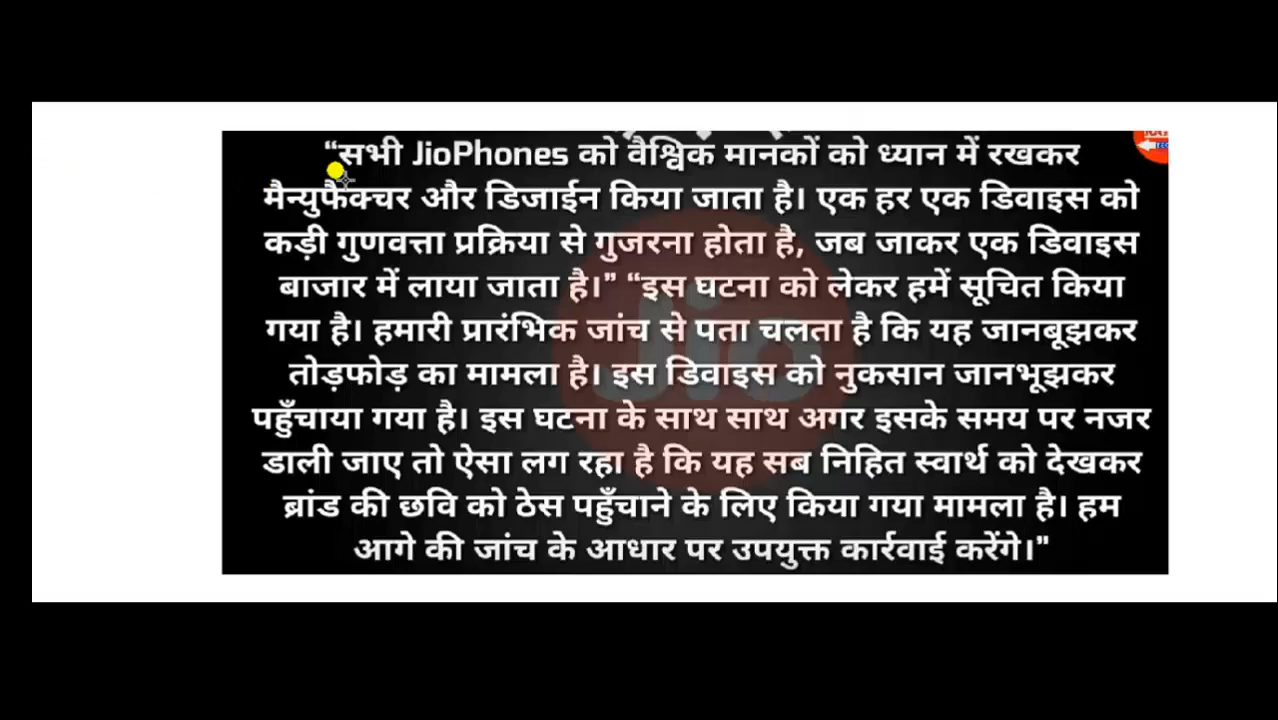 “सभी JioPhones को वैश्विक मानकों को ध्यान में रखकर
मैन्युफैक्चर और डिजाईन किया जाता है। एक हर एक डिवाइस को
कड़ी गुणवत्ता प्रक्रिया से गुजरना होता है, जब जाकर एक डिवाइस
बाजार में लाया जाता है।” “इस घटना को लेकर हमें सूचित किया
गया है। हमारी प्रारंभिक जांच से पता चलता है कि यह जानबूझकर
तोड़फोड़ का मामला है। इस डिवाइस को नुकसान जानभूझकर
पहुँचाया गया है। इस घटना के साथ साथ अगर इसके समय पर नजर
डाली जाए तो ऐसा लग रहा है कि यह सब निहित स्वार्थ को देखकर
ब्रांड की छवि को ठेस पहुँचाने के लिए किया गया मामला है। हम
आगे की जांच के आधार पर उपयुक्त कार्रवाई करेंगे।”
Jio